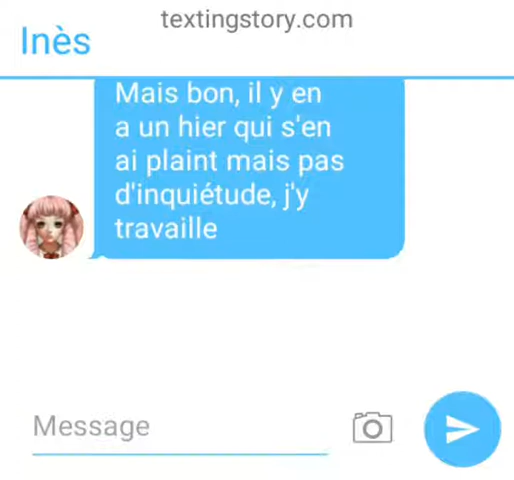 textingstory.com
Inès
Mais bon, il y en
a un hier qui s'en
ai plaint mais pas
d'inquiétude, j'y
travaille
Message